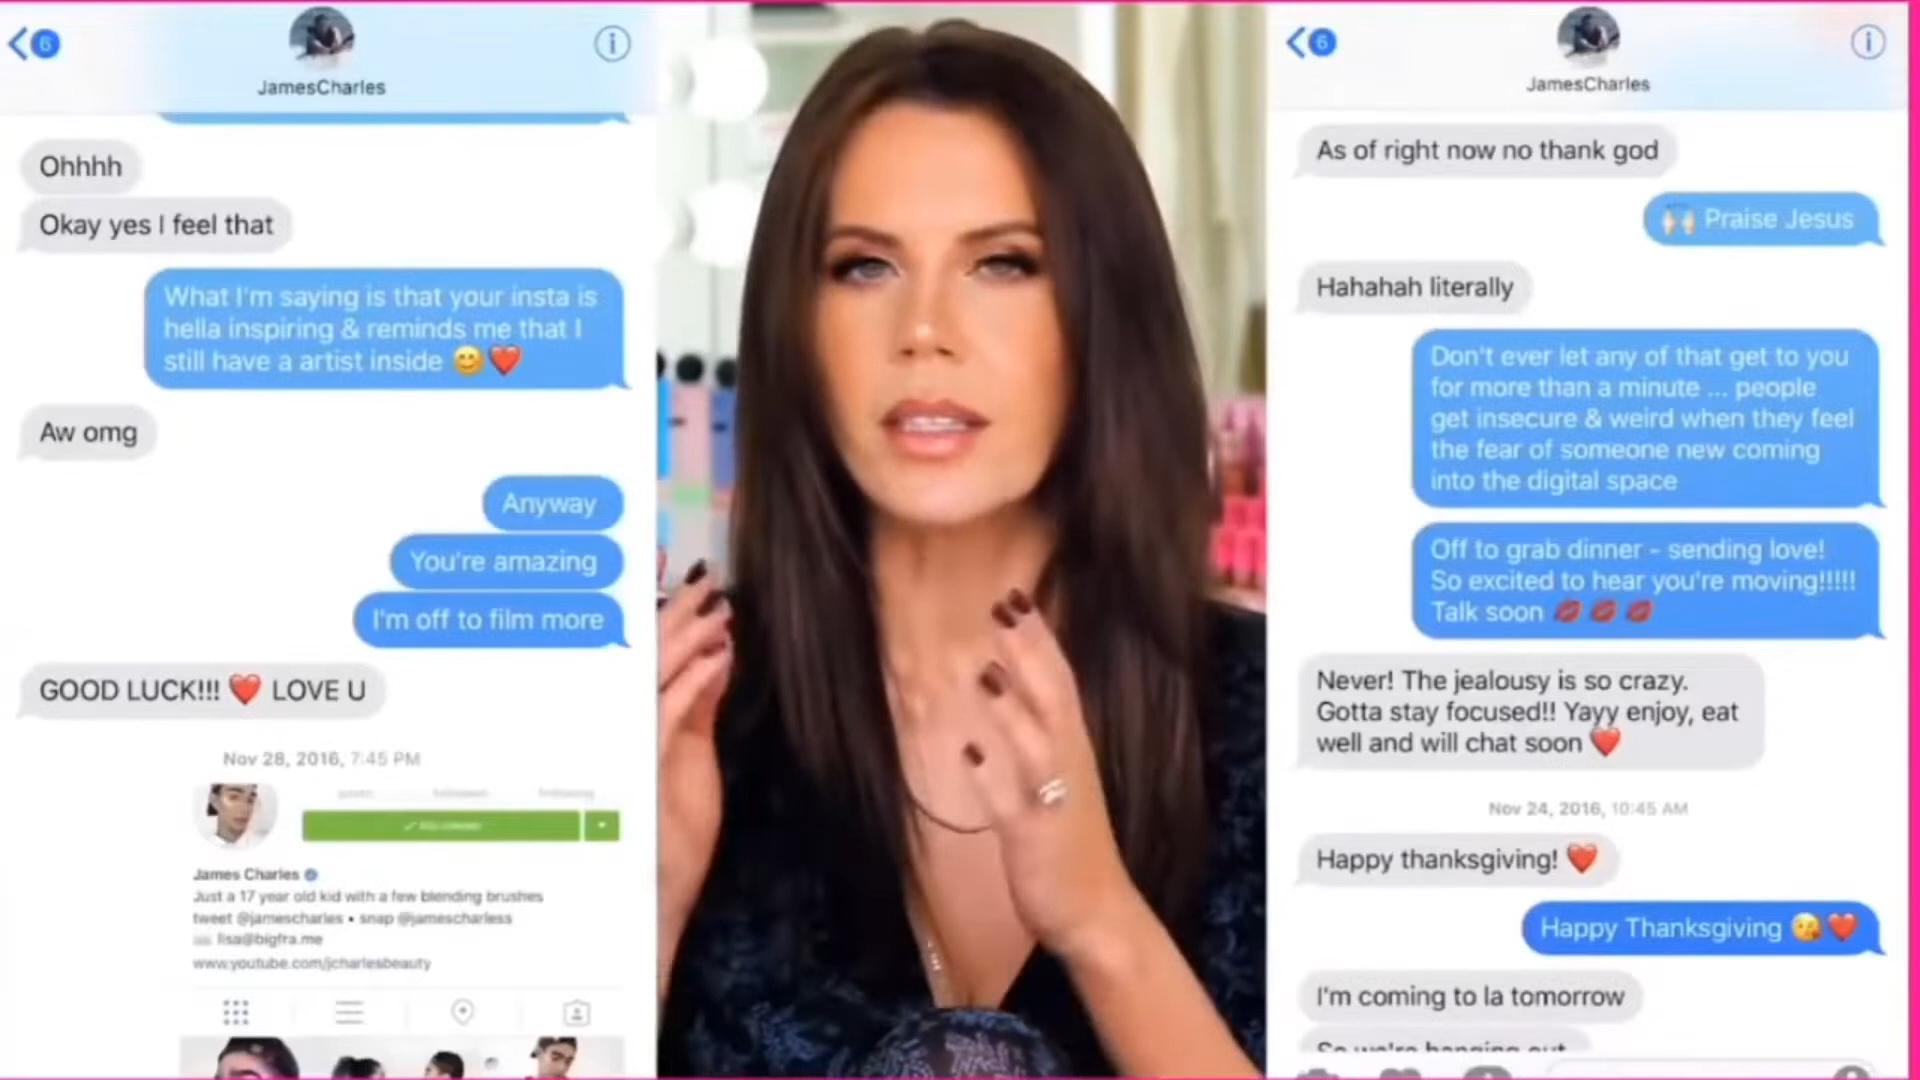 6
JamesCharles
Ohhhh
Okay yes I feel that
What I'm saying is that your insta is
hella inspiring & reminds me that I
still have a artist inside 😊❤️
Aw omg
Anyway
You're amazing
I'm off to film more
GOOD LUCK!!! ❤️ LOVE U
Nov 28, 2016, 7:45 PM
James Charles
Just a 17 year old kid with a few blending brushes
tweet @jamescharles • snap @jamescharless
lisa@bigfra.me
www.youtube.com/jcharlesbeauty
6
JamesCharles
As of right now no thank god
🙌🏻 Praise Jesus
Hahahah literally
Don't ever let any of that get to you
for more than a minute ... people
get insecure & weird when they feel
the fear of someone new coming
into the digital space
Off to grab dinner - sending love!
So excited to hear you're moving!!!!!
Talk soon 💋💋💋
Never! The jealousy is so crazy.
Gotta stay focused!! Yayy enjoy, eat
well and will chat soon ❤️
Nov 24, 2016, 10:45 AM
Happy thanksgiving! ❤️
Happy Thanksgiving 😘❤️
I'm coming to la tomorrow
So we're hanging out